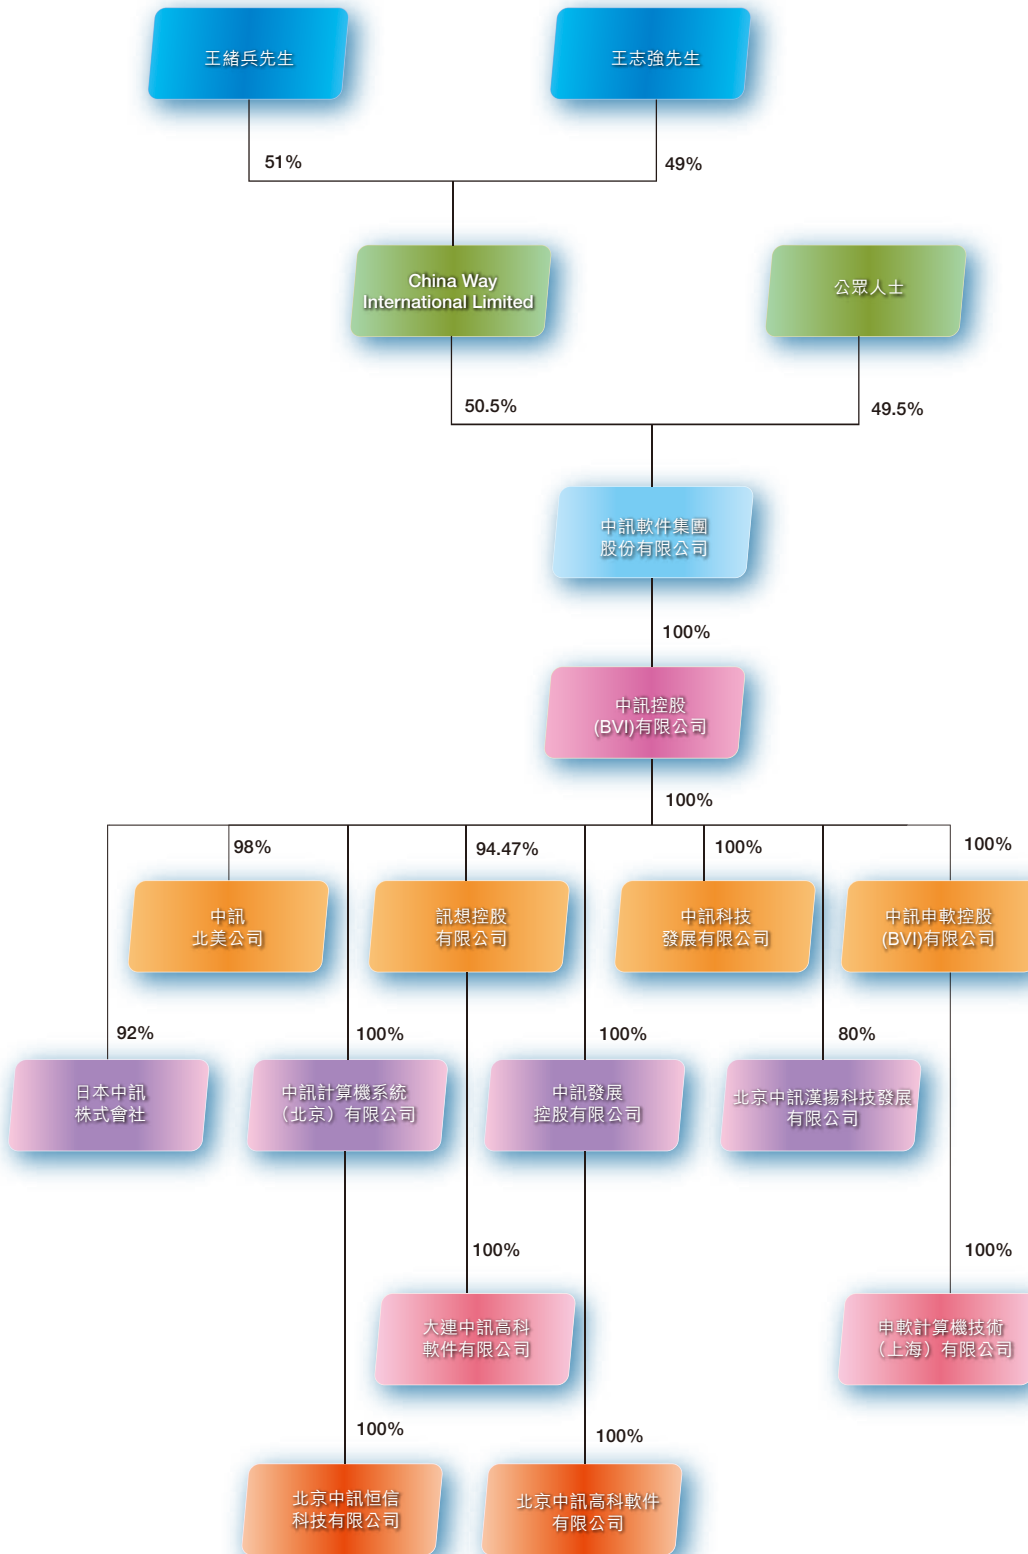 王緒兵先生
王志強先生
51%
49%
China Way
International Limited
公眾人士
50.5%
49.5%
中訊軟件集團
股份有限公司
100%
中訊控股
(BVI)有限公司
100%
98%
94.47%
100%
100%
中訊
北美公司
訊想控股
有限公司
中訊科技
發展有限公司
中訊申軟控股
(BVI)有限公司
92%
100%
100%
80%
日本中訊
株式會社
中訊計算機系統
（北京）有限公司
中訊發展
控股有限公司
北京中訊漢揚科技發展
有限公司
100%
100%
大連中訊高科
軟件有限公司
申軟計算機技術
（上海）有限公司
100%
100%
北京中訊恒信
科技有限公司
北京中訊高科軟件
有限公司